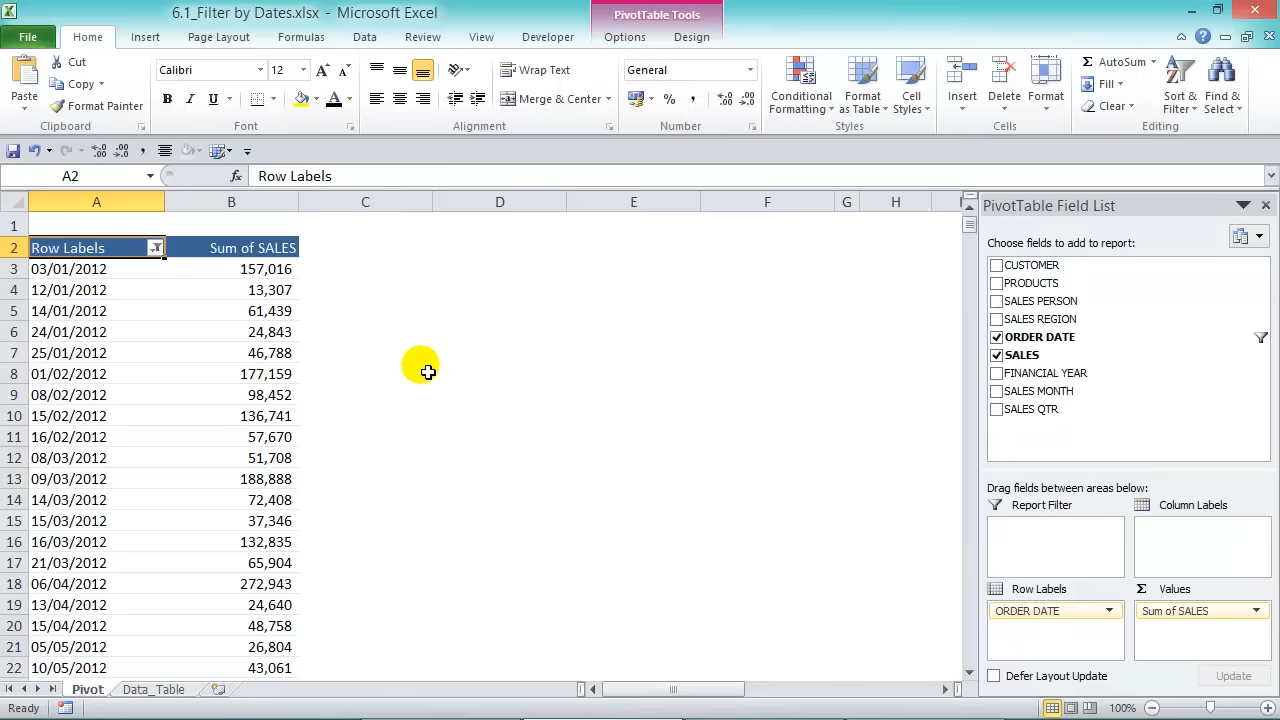 6.1_Filter by Dates.xlsx - Microsoft Excel
PivotTable Tools
File Home Insert Page Layout Formulas Data Review View Developer Options Design
Paste
Cut
Copy
Format Painter
Clipboard
Calibri 12
B I U A
Font
Wrap Text
Merge & Center
Alignment
General
%
Number
Conditional Formatting
Format as Table
Cell Styles
Styles
Insert Delete Format
Cells
AutoSum
Fill
Clear
Sort & Filter
Find & Select
Editing
A2 fx Row Labels
A B C D E F G H
1
2 Row Labels Sum of SALES
3 03/01/2012 157,016
4 12/01/2012 13,307
5 14/01/2012 61,439
6 24/01/2012 24,843
7 25/01/2012 46,788
8 01/02/2012 177,159
9 08/02/2012 98,452
10 15/02/2012 136,741
11 16/02/2012 57,670
12 08/03/2012 51,708
13 09/03/2012 188,888
14 14/03/2012 72,408
15 15/03/2012 37,346
16 16/03/2012 132,835
17 21/03/2012 65,904
18 06/04/2012 272,943
19 13/04/2012 24,640
20 15/04/2012 48,758
21 05/05/2012 26,804
22 10/05/2012 43,061
PivotTable Field List
Choose fields to add to report:
CUSTOMER
PRODUCTS
SALES PERSON
SALES REGION
ORDER DATE
SALES
FINANCIAL YEAR
SALES MONTH
SALES QTR
Drag fields between areas below:
Report Filter Column Labels
Row Labels Σ Values
ORDER DATE Sum of SALES
Defer Layout Update Update
Pivot Data_Table
Ready 100%